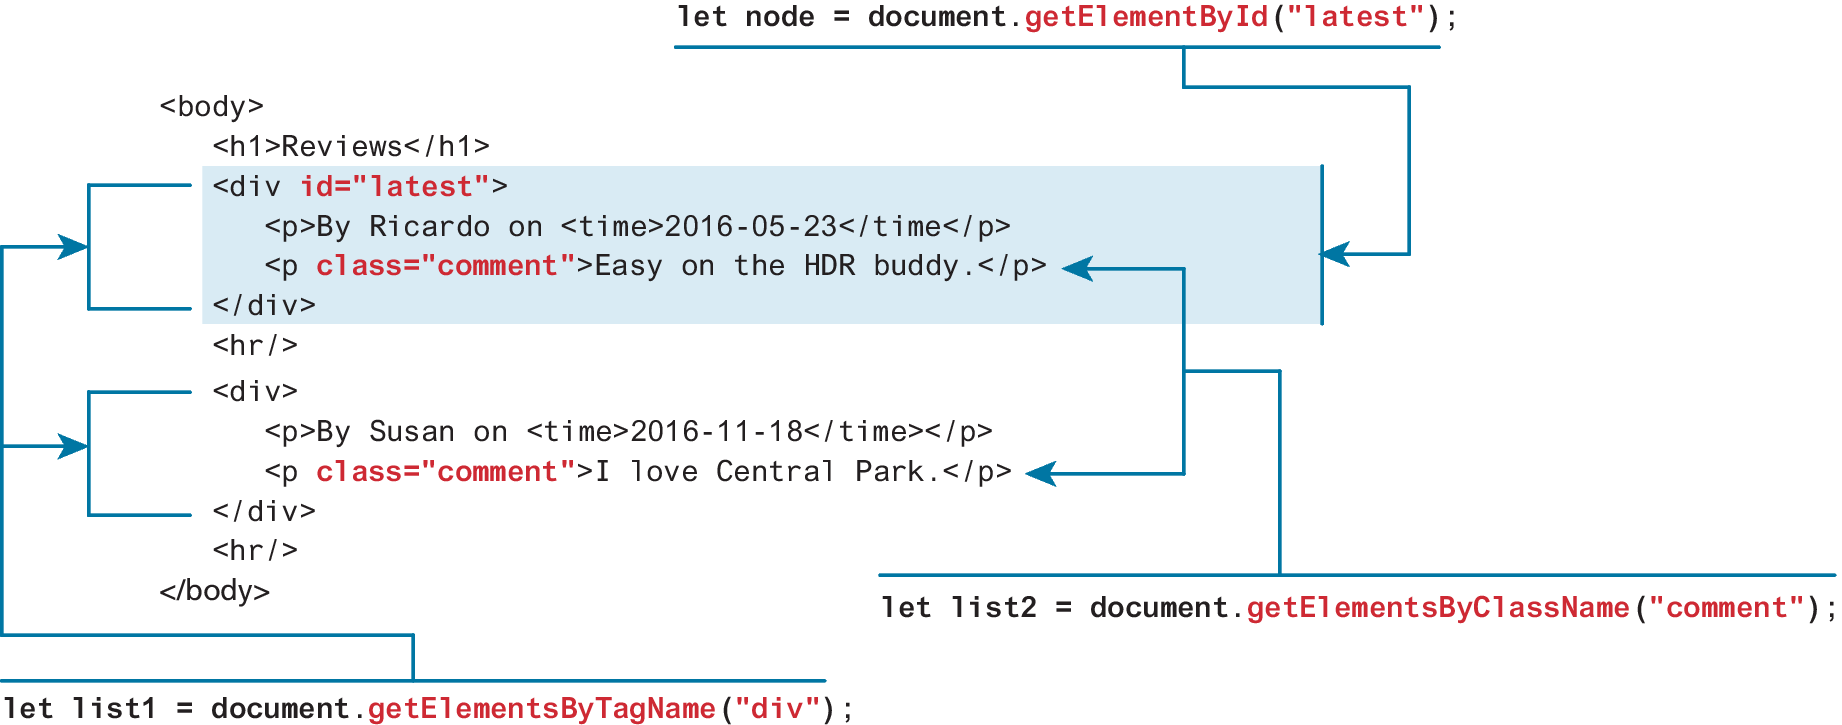 let node = document.getElementById("latest");
<body>
<h1>Reviews</h1>
<div id="latest">
<p>By Ricardo on <time>2016-05-23</time</p>
<p class="comment">Easy on the HDR buddy.</p>
</div>
<hr/>
<div>
<p>By Susan on <time>2016-11-18</time></p>
<p class="comment">I love Central Park.</p>
</div>
<hr/>
</body>
let list2 = document.getElementsByClassName("comment");
let list1 = document.getElementsByTagName("div");